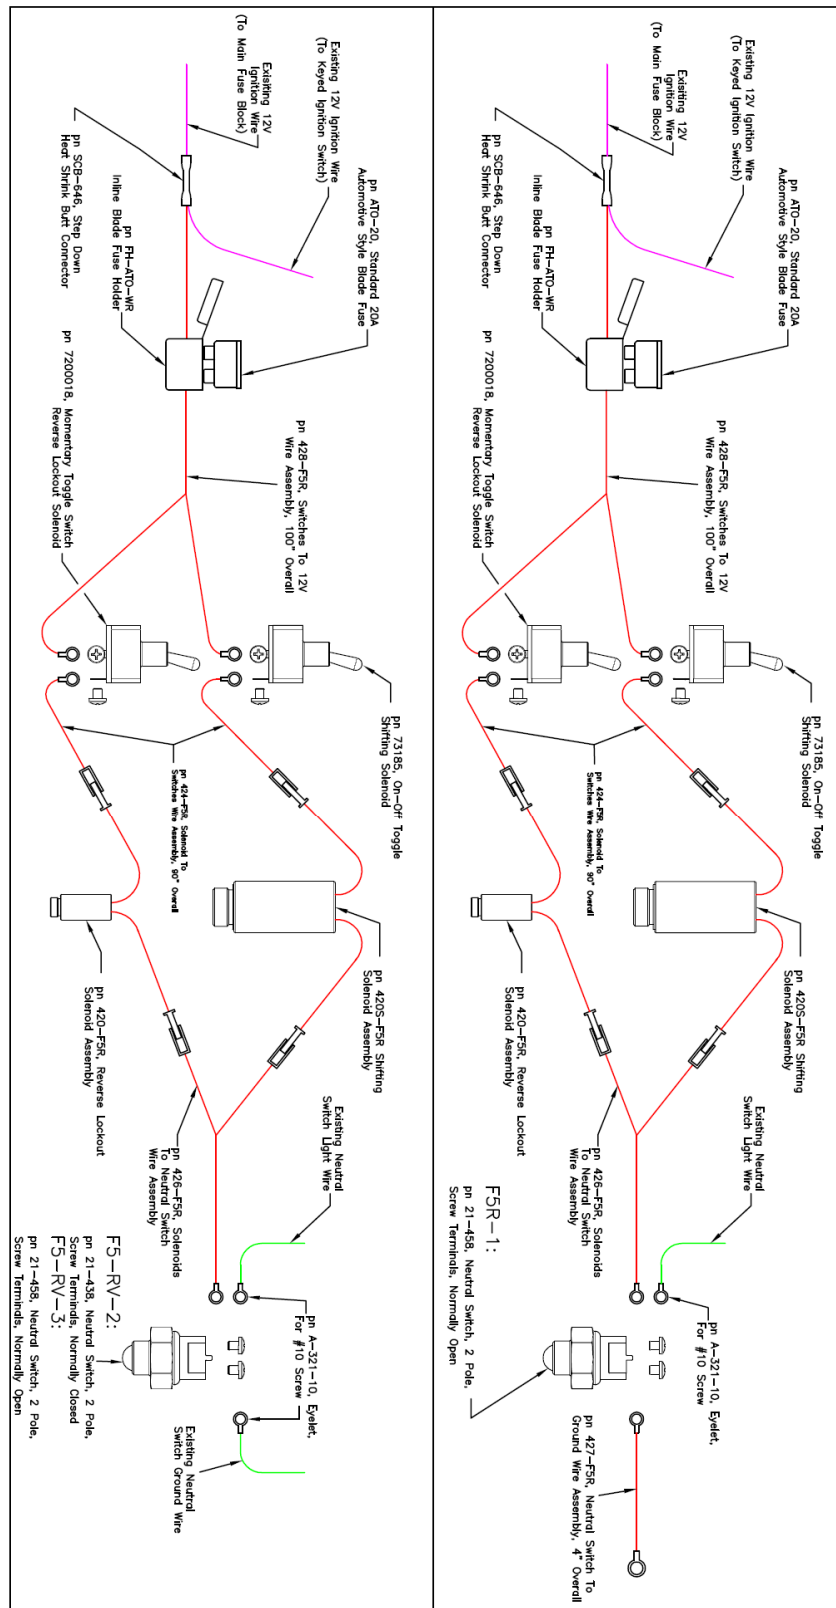 Existing 12V Ignition Wire
(To Keyed Ignition Switch)
Exisiting 12V
Ignition Wire
(To Main Fuse Block)
pn SCB-646, Step Down
Heat Shrink Butt Connector
pn ATO-20, Standard 20A
Automotive Style Blade Fuse
pn FH-ATO-WR
Inline Blade Fuse Holder
pn 428-F5R, Switches To 12V
Wire Assembly, 100" Overall
pn 7200018, Momentary Toggle Switch
Reverse Lockout Solenoid
pn 73185, On-Off Toggle
Shifting Solenoid
pn 424-F5R, Solenoid To
Switches Wire Assembly, 90" Overall
pn 420S-F5R Shifting
Solenoid Assembly
pn 420-F5R, Reverse Lockout
Solenoid Assembly
Existing Neutral
Switch Light Wire
pn 426-F5R, Solenoids
To Neutral Switch
Wire Assembly
pn A-321-10, Eyelet,
For #10 Screw
F5R-1:
pn 21-458, Neutral Switch, 2 Pole,
Screw Terminals, Normally Open
pn 427-F5R, Neutral Switch To
Ground Wire Assembly, 4" Overall
Existing 12V Ignition Wire
(To Keyed Ignition Switch)
Exisiting 12V
Ignition Wire
(To Main Fuse Block)
pn SCB-646, Step Down
Heat Shrink Butt Connector
pn ATO-20, Standard 20A
Automotive Style Blade Fuse
pn FH-ATO-WR
Inline Blade Fuse Holder
pn 428-F5R, Switches To 12V
Wire Assembly, 100" Overall
pn 7200018, Momentary Toggle Switch
Reverse Lockout Solenoid
pn 73185, On-Off Toggle
Shifting Solenoid
pn 424-F5R, Solenoid To
Switches Wire Assembly, 90" Overall
pn 420S-F5R Shifting
Solenoid Assembly
pn 420-F5R, Reverse Lockout
Solenoid Assembly
Existing Neutral
Switch Light Wire
pn 426-F5R, Solenoids
To Neutral Switch
Wire Assembly
pn A-321-10, Eyelet,
For #10 Screw
Existing Neutral
Switch Ground Wire
F5-RV-2:
pn 21-438, Neutral Switch, 2 Pole,
Screw Terminals, Normally Closed
F5-RV-3:
pn 21-458, Neutral Switch, 2 Pole,
Screw Terminals, Normally Open